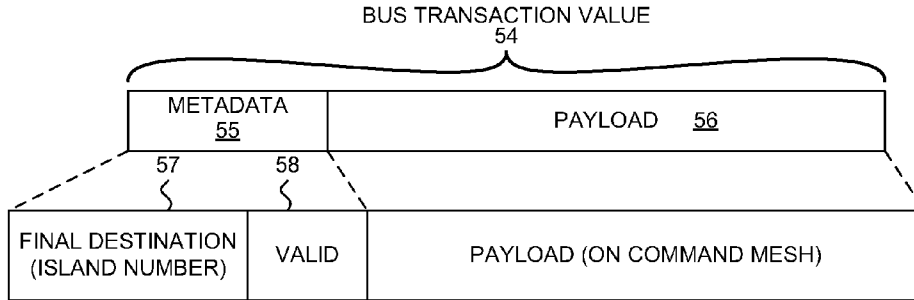 BUS TRANSACTION VALUE
54
METADATA
55
PAYLOAD 56
57 58
FINAL DESTINATION
(ISLAND NUMBER)
VALID
PAYLOAD (ON COMMAND MESH)